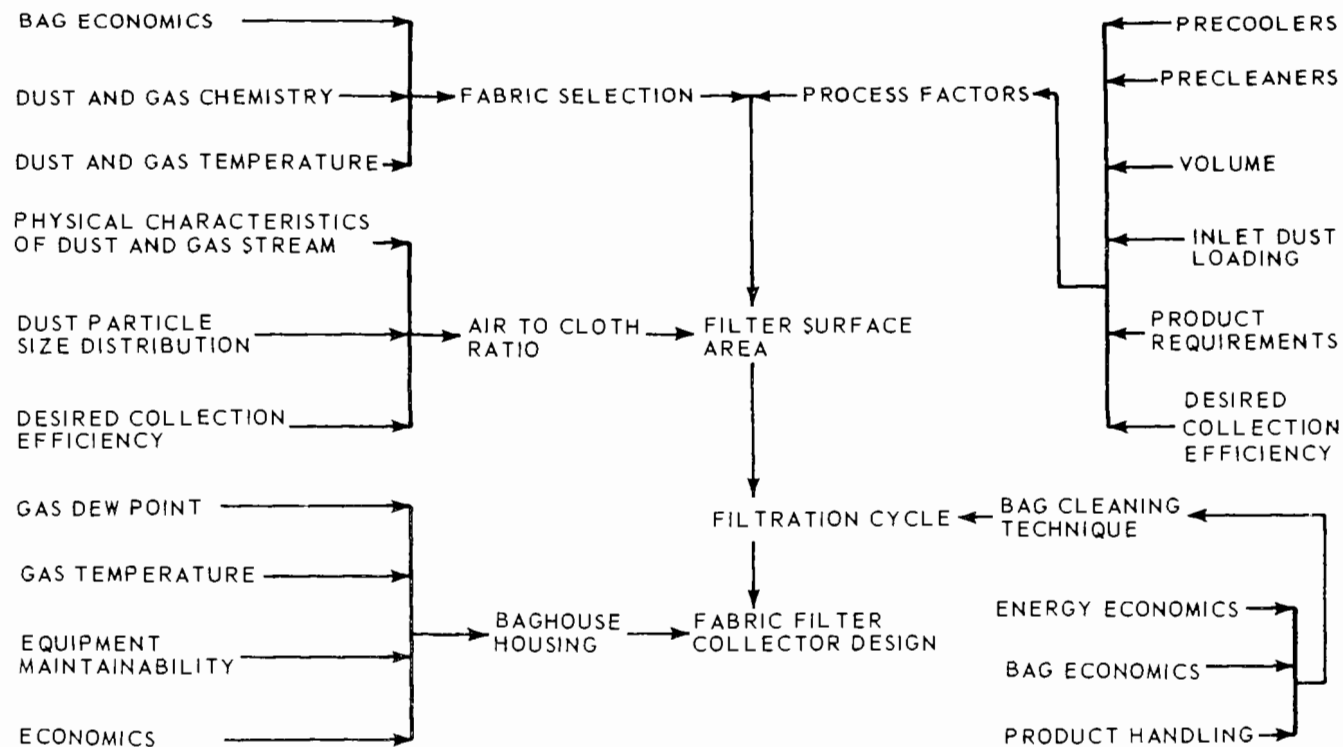 BAG ECONOMICS
DUST AND GAS CHEMISTRY
DUST AND GAS TEMPERATURE
FABRIC SELECTION
PROCESS FACTORS
PRECOOLERS
PRECLEANERS
VOLUME
INLET DUST
LOADING
PRODUCT
REQUIREMENTS
DESIRED
COLLECTION
EFFICIENCY
PHYSICAL CHARACTERISTICS
OF DUST AND GAS STREAM
DUST PARTICLE
SIZE DISTRIBUTION
DESIRED COLLECTION
EFFICIENCY
AIR TO CLOTH
RATIO
FILTER SURFACE
AREA
GAS DEW POINT
GAS TEMPERATURE
EQUIPMENT
MAINTAINABILITY
ECONOMICS
BAGHOUSE
HOUSING
FILTRATION CYCLE
BAG CLEANING
TECHNIQUE
FABRIC FILTER
COLLECTOR DESIGN
ENERGY ECONOMICS
BAG ECONOMICS
PRODUCT HANDLING